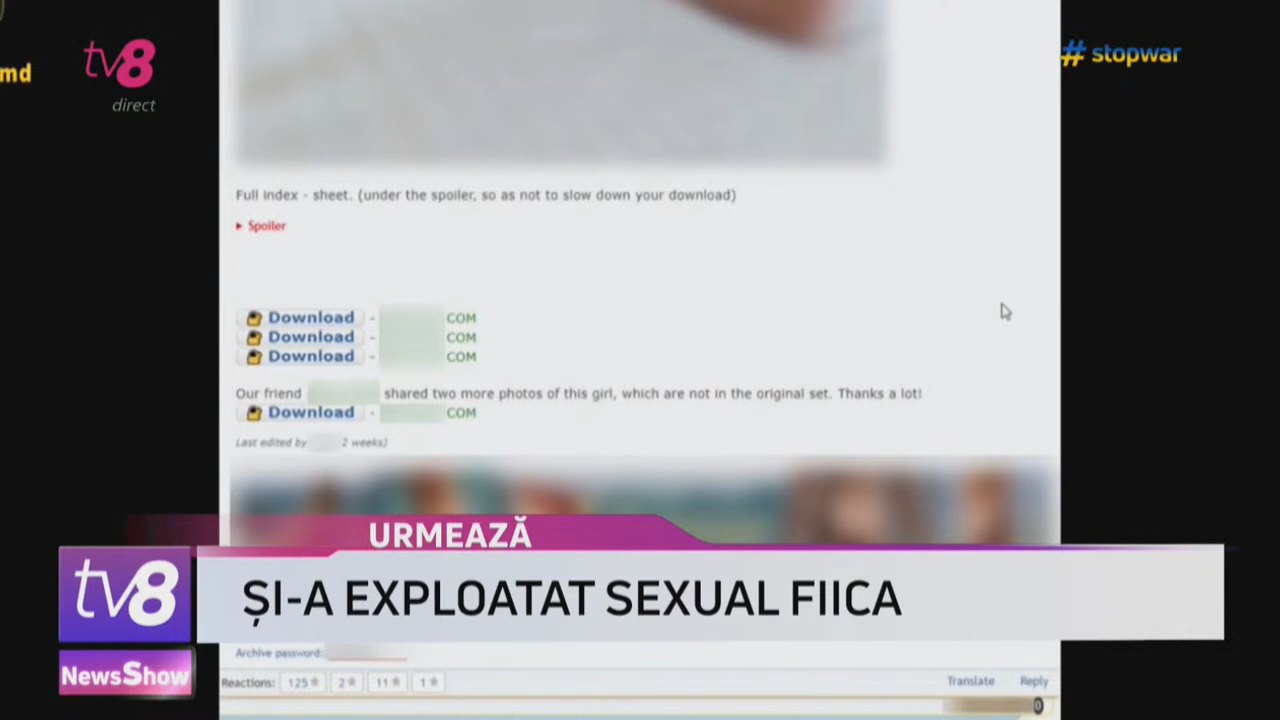 md
tv8
direct
# stopwar
Full Index - sheet. (under the spoiler, so as not to slow down your download)
Spoiler
Download - COM
Download - COM
Download - COM
Our friend shared two more photos of this girl, which are not in the original set. Thanks a lot!
Download - COM
Last edited by 2 weeks)
URMEAZĂ
tv8
ȘI-A EXPLOATAT SEXUAL FIICA
NewsShow
Archive password:
Reactions: 125 2 11 1
Translate Reply
0